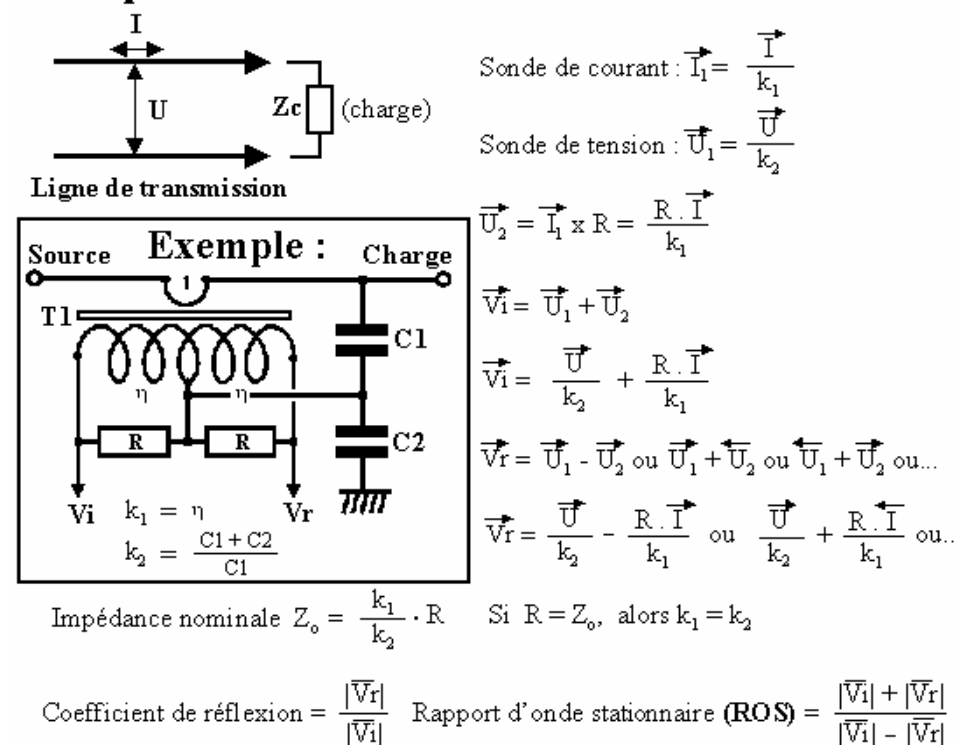 I
U
Zc (charge)
Ligne de transmission
Sonde de courant : I₁ = I / k₁
Sonde de tension : U₁ = U / k₂
U₂ = I₁ x R = R . I / k₁
Vi = U₁ + U₂
Vi = U / k₂ + R . I / k₁
Vr = U₁ - U₂ ou U₁ + U₂ ou U₁ + U₂ ou...
Vr = U / k₂ - R . I / k₁ ou U / k₂ + R . I / k₁ ou..
Exemple :
Source
Charge
1
T1
C1
η η
R R
C2
Vi
Vr
k₁ = η
k₂ = C1 + C2 / C1
Impédance nominale Zₒ = k₁ / k₂ · R Si R = Zₒ, alors k₁ = k₂
Coefficient de réflexion = |Vr| / |Vi| Rapport d’onde stationnaire (ROS) = |Vi| + |Vr| / |Vi| - |Vr|